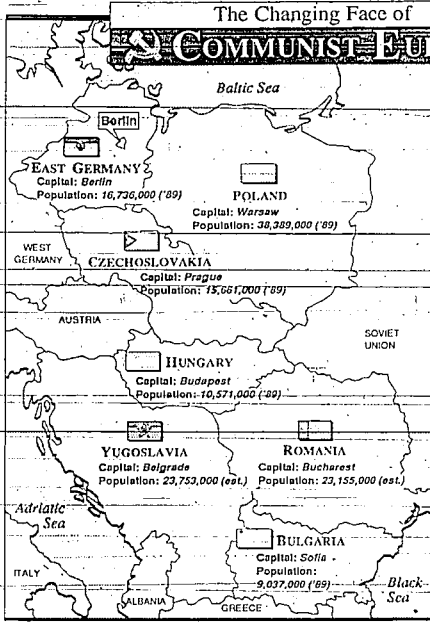 The Changing Face of
COMMUNIST EU
Baltic Sea
Berlin
EAST GERMANY
Capital: Berlin
Population: 16,736,000 ('89)
POLAND
Capital: Warsaw
Population: 38,389,000 ('89)
WEST
GERMANY
CZECHOSLOVAKIA
Capital: Prague
Population: 15,661,000 ('89)
AUSTRIA
SOVIET
UNION
HUNGARY
Capital: Budapest
Population: 10,571,000 ('89)
YUGOSLAVIA
Capital: Belgrade
Population: 23,753,000 (est.)
ROMANIA
Capital: Bucharest
Population: 23,155,000 (est.)
Adriatic
Sea
BULGARIA
Capital: Sofia
Population:
9,037,000 ('89)
ITALY
ALBANIA
GREECE
Black
Sea